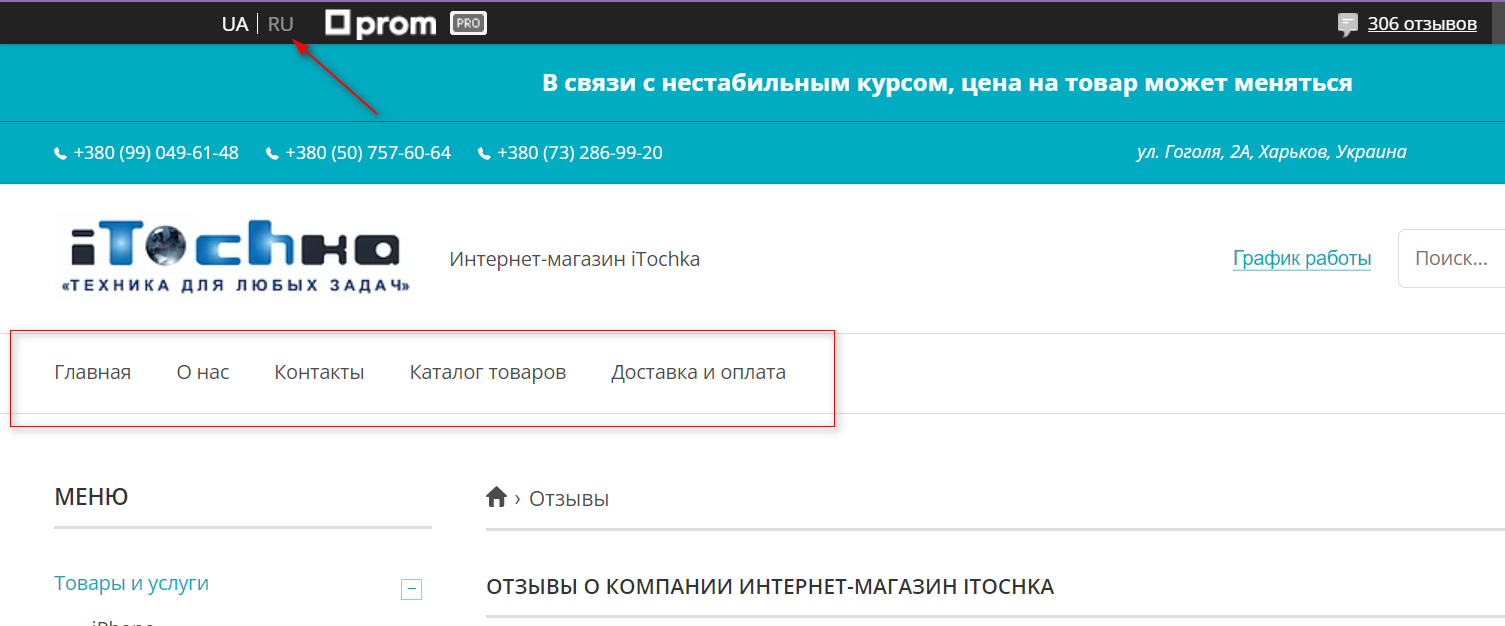 UA RU prom PRO 306 отзывов
В связи с нестабильным курсом, цена на товар может меняться
+380 (99) 049-61-48 +380 (50) 757-60-64 +380 (73) 286-99-20 ул. Гоголя, 2А, Харьков, Украина
iTochka
«ТЕХНИКА ДЛЯ ЛЮБЫХ ЗАДАЧ»
Интернет-магазин iTochka График работы Поиск...
Главная О нас Контакты Каталог товаров Доставка и оплата
МЕНЮ
› Отзывы
Товары и услуги
ОТЗЫВЫ О КОМПАНИИ ИНТЕРНЕТ-МАГАЗИН ITOCHKA
iPhone